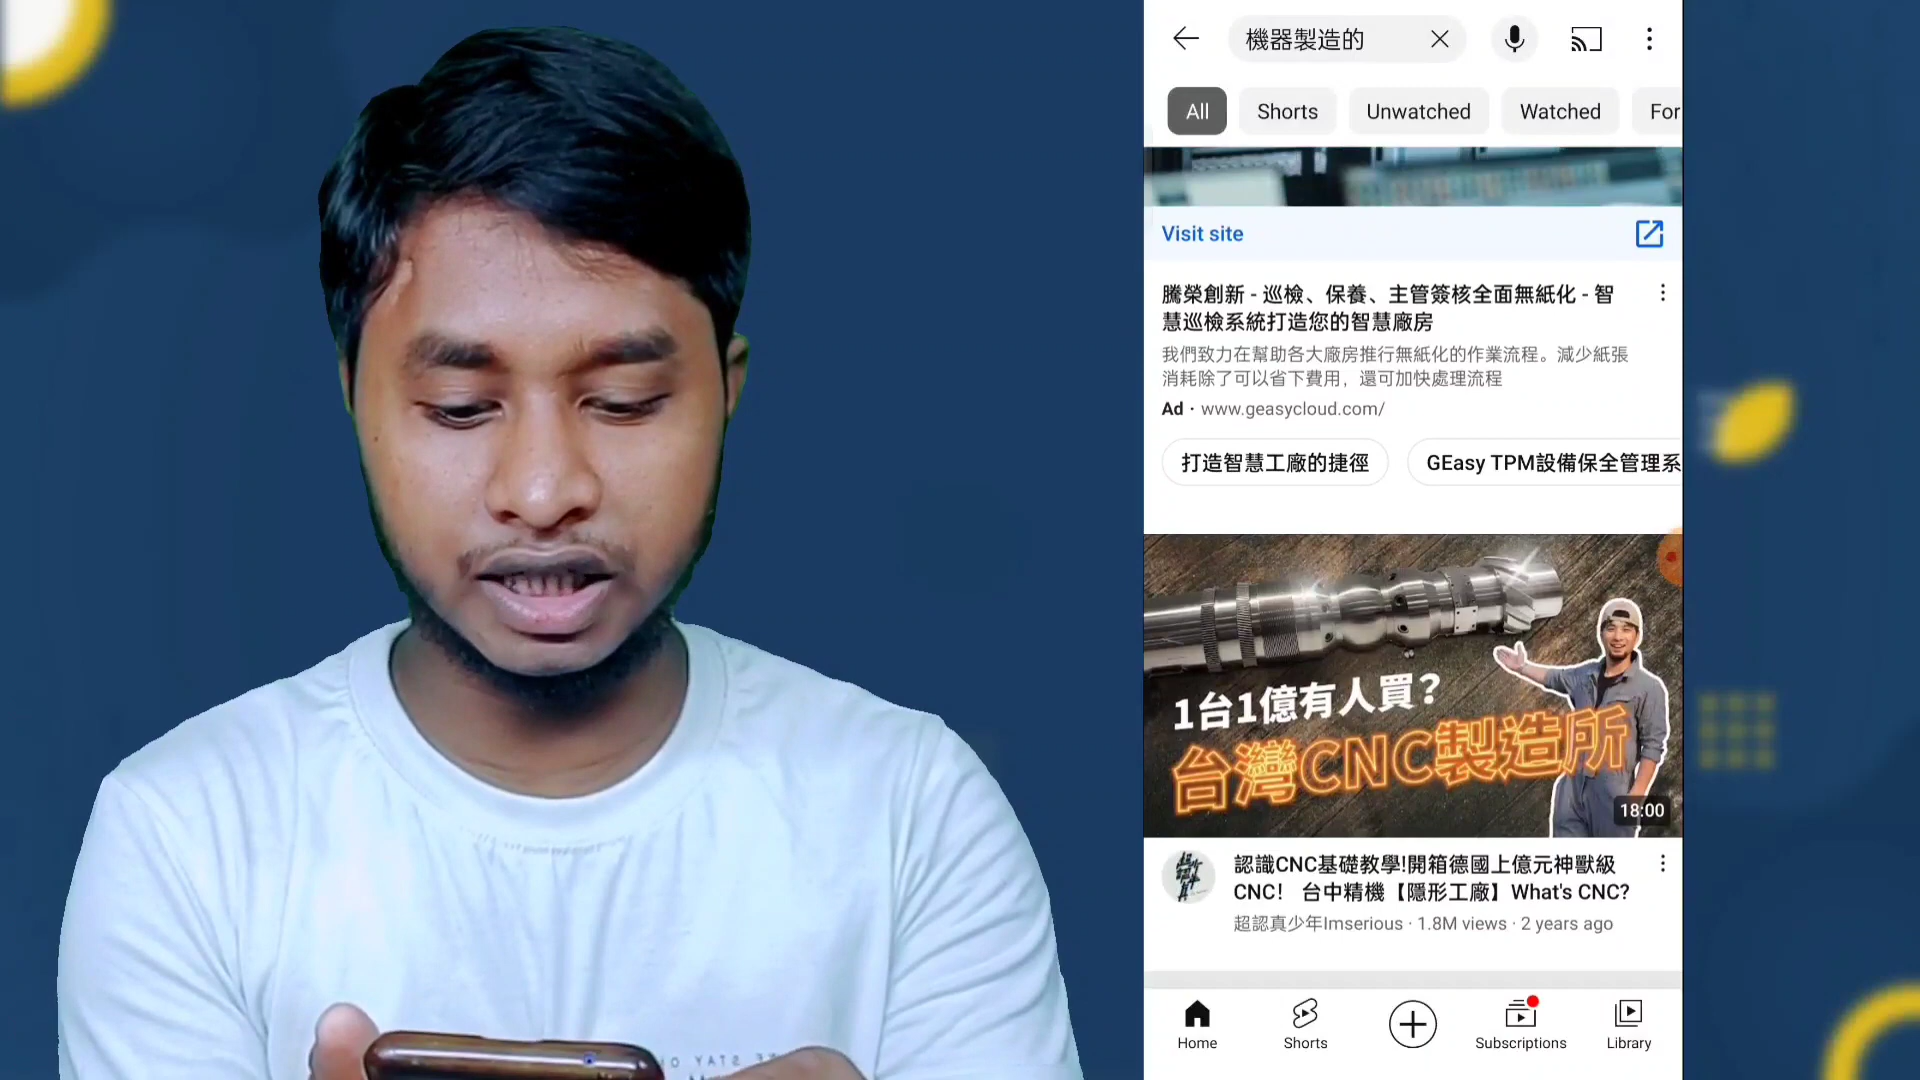 機器製造的
All
Shorts
Unwatched
Watched
For
Visit site
騰榮創新 - 巡檢、保養、主管簽核全面無紙化 - 智
慧巡檢系統打造您的智慧廠房
我們致力在幫助各大廠房推行無紙化的作業流程。減少紙張
消耗除了可以省下費用，還可加快處理流程
Ad · www.geasycloud.com/
打造智慧工廠的捷徑
GEasy TPM設備保全管理系
1台1億有人買?
台灣CNC製造所
18:00
認識CNC基礎教學!開箱德國上億元神獸級
CNC! 台中精機【隱形工廠】What's CNC?
超認真少年Imserious · 1.8M views · 2 years ago
Home
Shorts
Subscriptions
Library
STAY